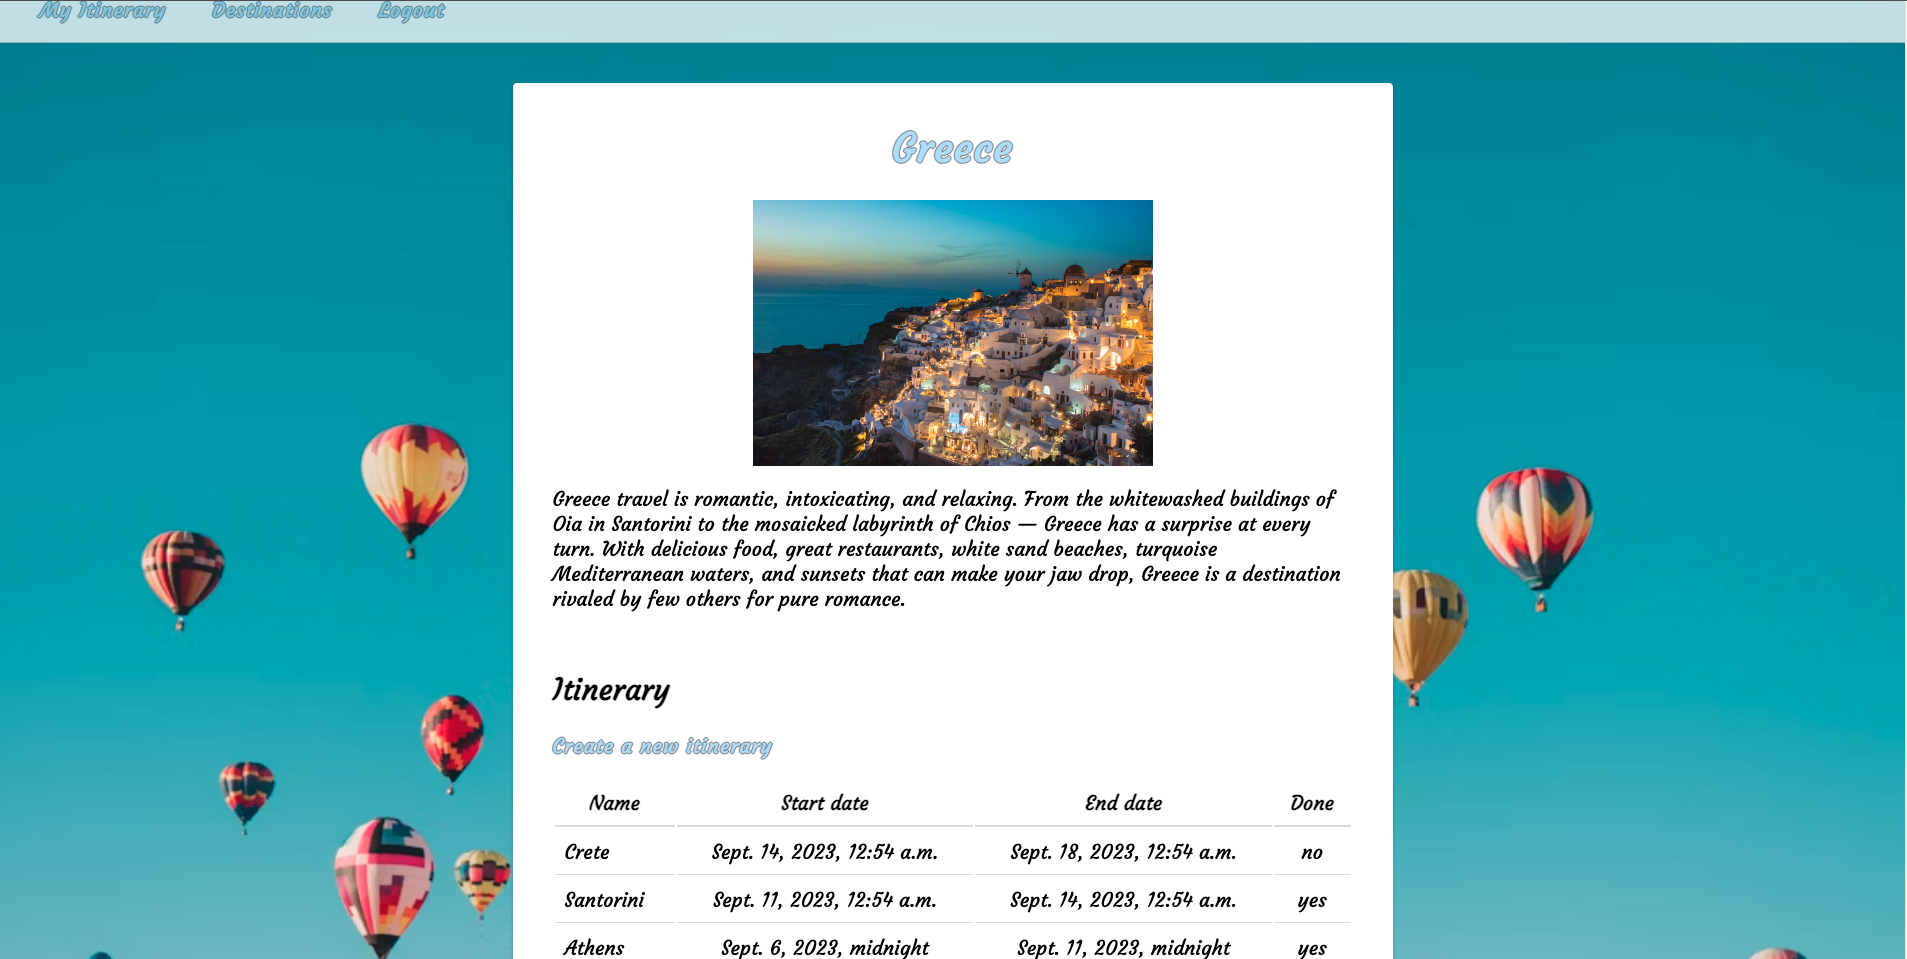 My Itinerary Destinations Logout
Greece
Greece travel is romantic, intoxicating, and relaxing. From the whitewashed buildings of
Oia in Santorini to the mosaicked labyrinth of Chios — Greece has a surprise at every
turn. With delicious food, great restaurants, white sand beaches, turquoise
Mediterranean waters, and sunsets that can make your jaw drop, Greece is a destination
rivaled by few others for pure romance.
Itinerary
Create a new itinerary
Name Start date End date Done
Crete Sept. 14, 2023, 12:54 a.m. Sept. 18, 2023, 12:54 a.m. no
Santorini Sept. 11, 2023, 12:54 a.m. Sept. 14, 2023, 12:54 a.m. yes
Athens Sept. 6, 2023, midnight Sept. 11, 2023, midnight yes